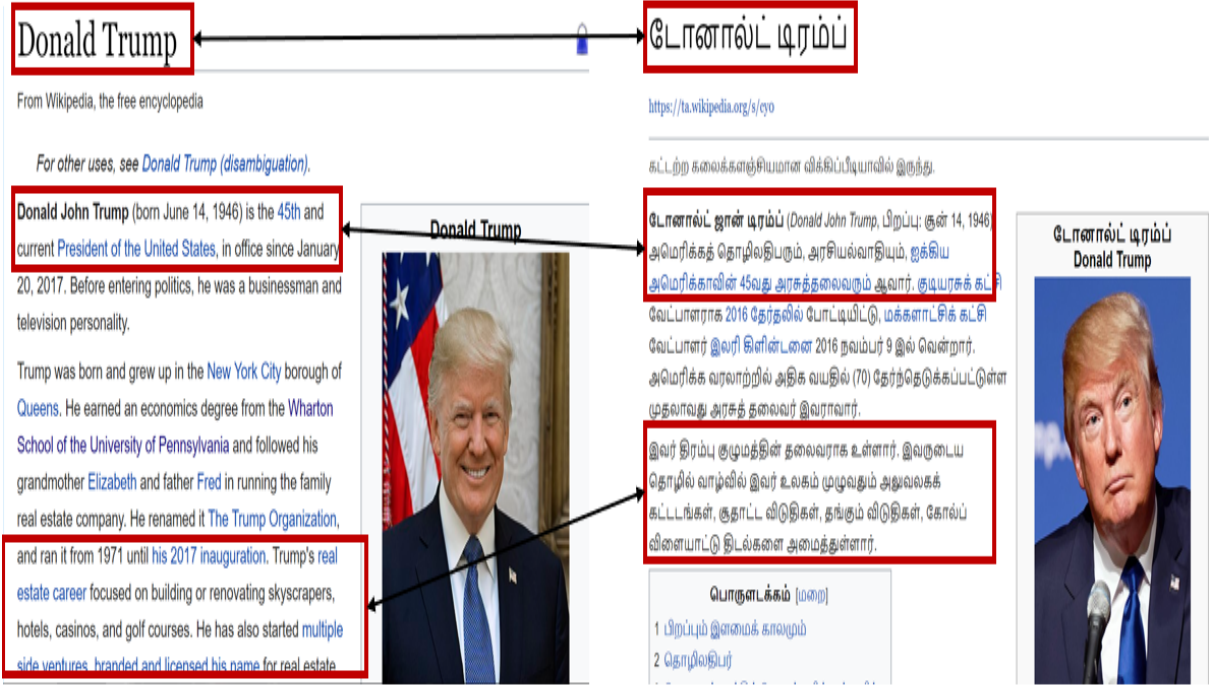 Donald Trump
From Wikipedia, the free encyclopedia
For other uses, see Donald Trump (disambiguation).
Donald John Trump (born June 14, 1946) is the 45th and
current President of the United States, in office since January
20, 2017. Before entering politics, he was a businessman and
television personality.
Trump was born and grew up in the New York City borough of
Queens. He earned an economics degree from the Wharton
School of the University of Pennsylvania and followed his
grandmother Elizabeth and father Fred in running the family
real estate company. He renamed it The Trump Organization,
and ran it from 1971 until his 2017 inauguration. Trump's real
estate career focused on building or renovating skyscrapers,
hotels, casinos, and golf courses. He has also started multiple
side ventures, branded and licensed his name for real estate
Donald Trump
டோனால்ட் டிரம்ப்
https://ta.wikipedia.org/s/cyo
கட்டற்ற கலைக்களஞ்சியமான விக்கிப்பீடியாவில் இருந்து.
டோனால்ட் ஜான் டிரம்ப் (Donald John Trump, பிறப்பு: சூன் 14, 1946)
அமெரிக்கத் தொழிலதிபரும், அரசியல்வாதியும், ஐக்கிய
அமெரிக்காவின் 45வது அரசுத்தலைவரும் ஆவார். குடியரசுக் கட்சி
வேட்பாளராக 2016 தேர்தலில் போட்டியிட்டு, மக்களாட்சிக் கட்சி
வேட்பாளர் இலரி கிளின்டனை 2016 நவம்பர் 9 இல் வென்றார்.
அமெரிக்க வரலாற்றில் அதிக வயதில் (70) தேர்ந்தெடுக்கப்பட்டுள்ள
முதலாவது அரசுத் தலைவர் இவராவார்.
இவர் திரம்பு குழுமத்தின் தலைவராக உள்ளார். இவருடைய
தொழில் வாழ்வில் இவர் உலகம் முழுவதும் அலுவலகக்
கட்டடங்கள், சூதாட்ட விடுதிகள், தங்கும் விடுதிகள், கோல்ப்
விளையாட்டு திடல்களை அமைத்துள்ளார்.
பொருளடக்கம் [மறை]
1 பிறப்பும் இளமைக் காலமும்
2 தொழிலதிபர்
டோனால்ட் டிரம்ப்
Donald Trump